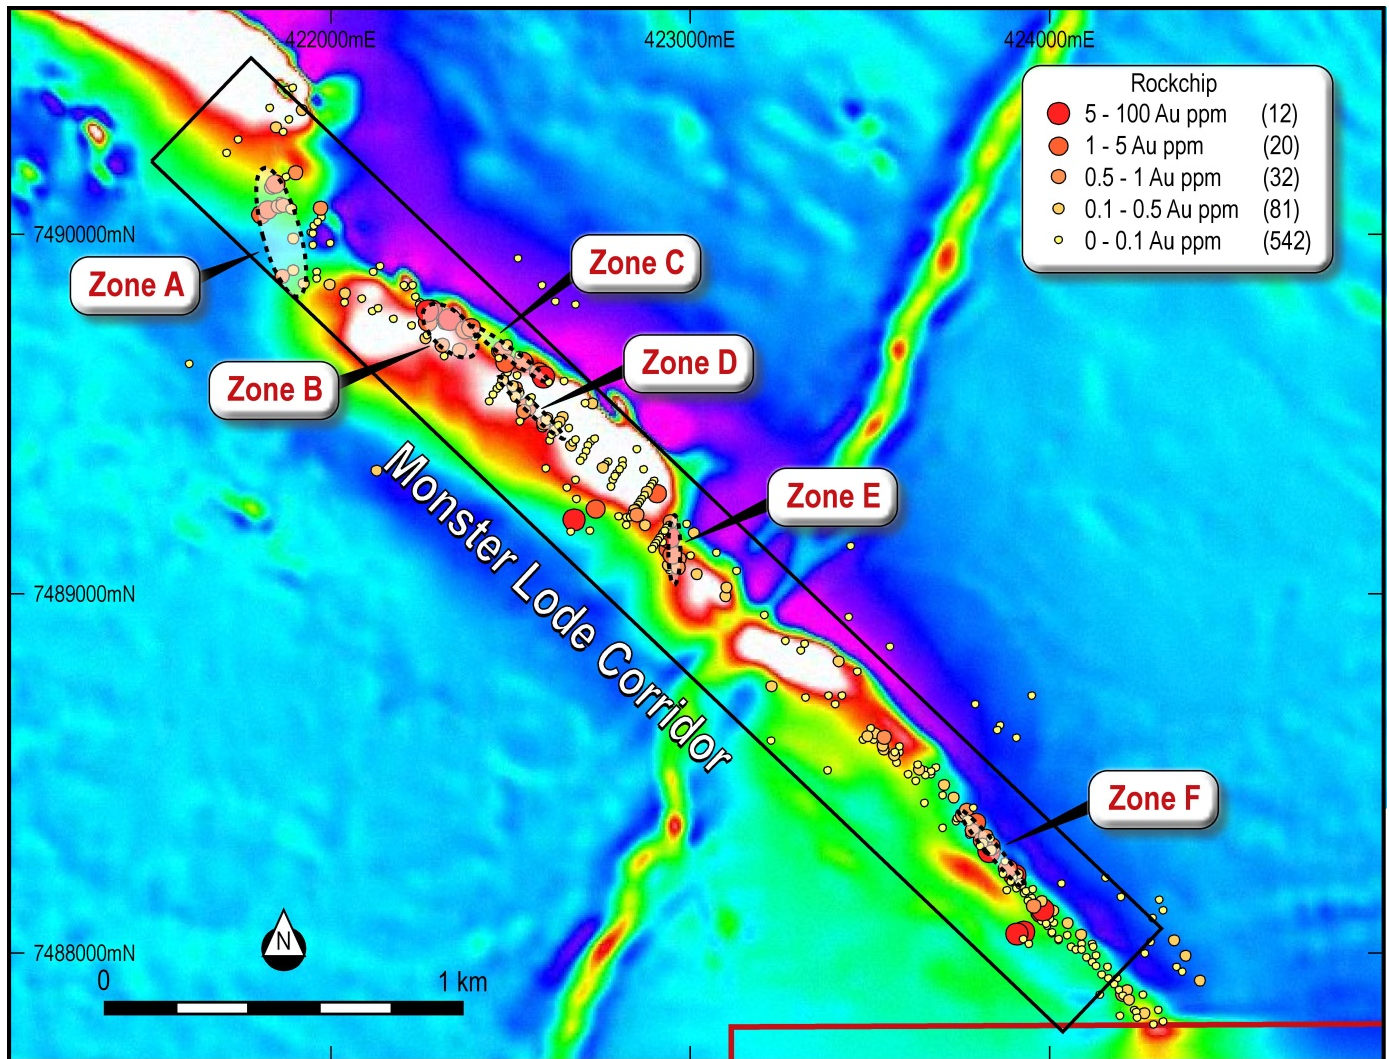 422000mE 423000mE 424000mE
Rockchip
5 - 100 Au ppm (12)
1 - 5 Au ppm (20)
0.5 - 1 Au ppm (32)
0.1 - 0.5 Au ppm (81)
0 - 0.1 Au ppm (542)
7490000mN
Zone A
Zone C
Zone B
Zone D
Zone E
Monster Lode Corridor
7489000mN
Zone F
7488000mN
N
0 1 km